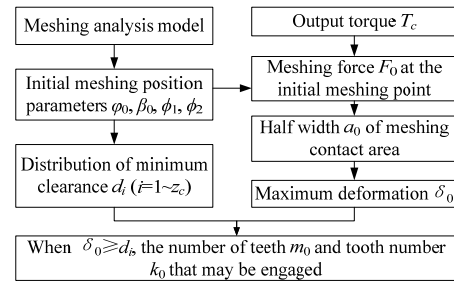 Meshing analysis model
Initial meshing position
parameters φ₀, β₀, ϕ₁, ϕ₂
Distribution of minimum
clearance dᵢ (i=1~z_c)
Output torque T_c
Meshing force F₀ at the
initial meshing point
Half width a₀ of meshing
contact area
Maximum deformation δ₀
When δ₀≥dᵢ, the number of teeth m₀ and tooth number
k₀ that may be engaged